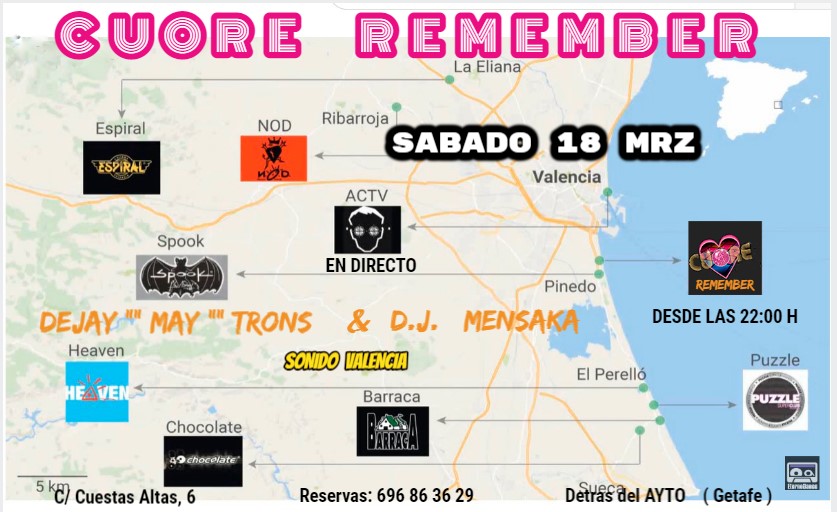 CUORE REMEMBER
La Eliana
Espiral
ESPIRAL
NOD
NOD
Ribarroja
SABADO 18 MRZ
Valencia
ACTV
EN DIRECTO
Spook
Spook
Pinedo
CUORE
REMEMBER
DESDE LAS 22:00 H
DEJAY "" MAY "" TRONS & D.J. MENSAKA
SONIDO VALENCIA
Heaven
HEAVEN
El Perelló
Puzzle
PUZZLE
Barraca
BARRACA
Chocolate
chocolate
5 km
Sueca
C/ Cuestas Altas, 6
Reservas: 696 86 36 29
Detrás del AYTO ( Getafe )